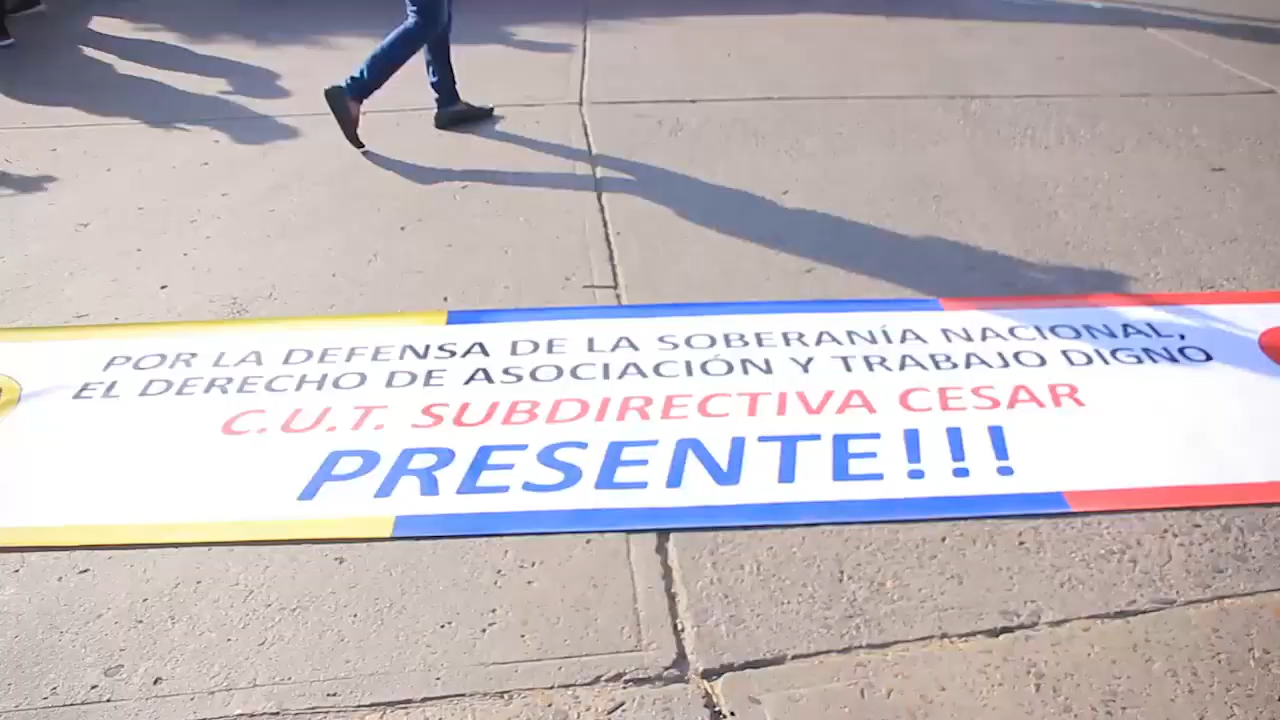 POR LA DEFENSA DE LA SOBERANÍA NACIONAL,
EL DERECHO DE ASOCIACIÓN Y TRABAJO DIGNO
C.U.T. SUBDIRECTIVA CESAR
PRESENTE!!!